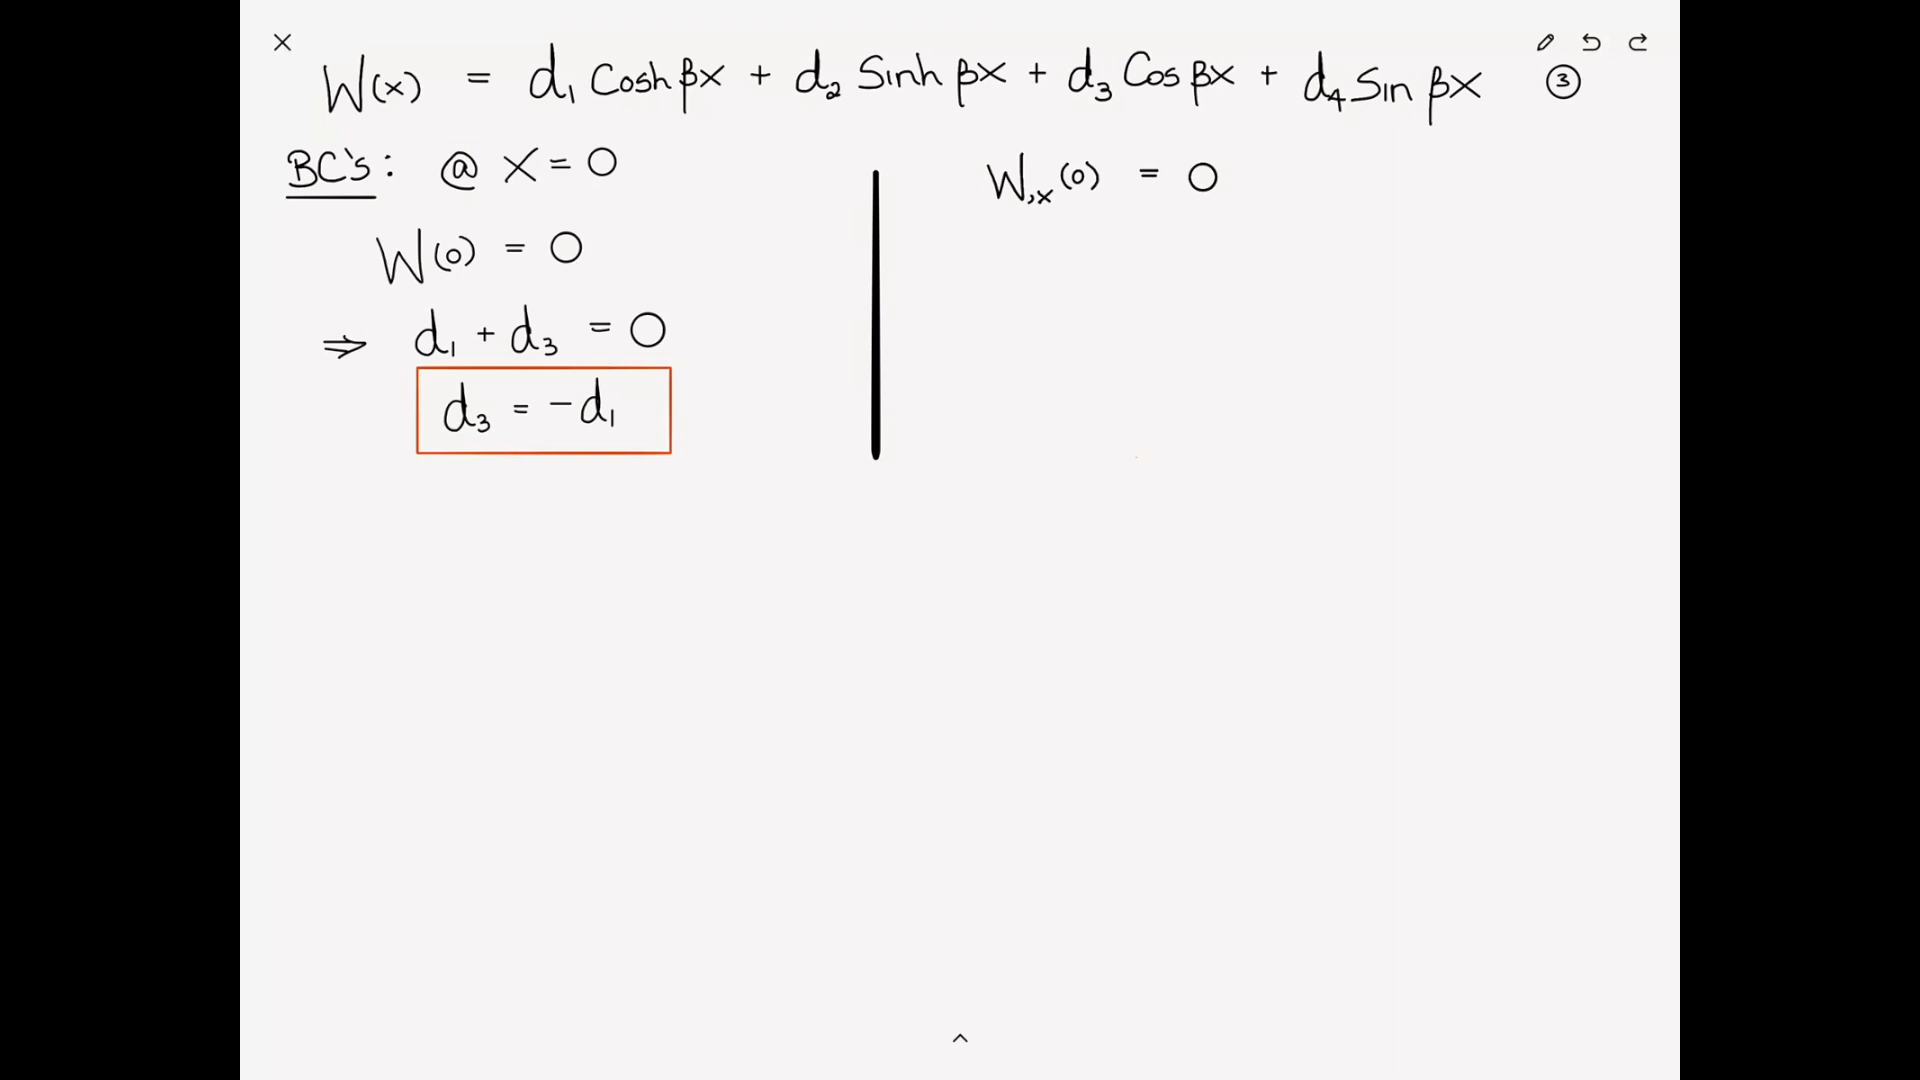 W(x) = d₁ Cosh βx + d₂ Sinh βx + d₃ Cos βx + d₄ Sin βx ③
BC's: @ x = 0
W(0) = 0
⇒ d₁ + d₃ = 0
d₃ = -d₁
W,ₓ(0) = 0